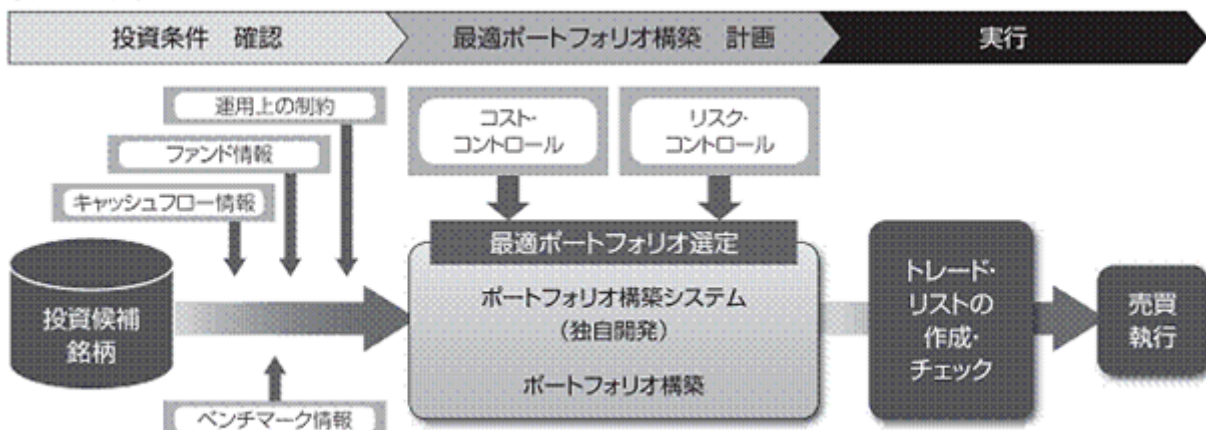 投資条件 確認
最適ポートフォリオ構築 計画
実行
運用上の制約
ファンド情報
キャッシュフロー情報
投資候補
銘柄
ベンチマーク情報
コスト・
コントロール
リスク・
コントロール
最適ポートフォリオ選定
ポートフォリオ構築システム
(独自開発)
ポートフォリオ構築
トレード・
リストの
作成・
チェック
売買
執行